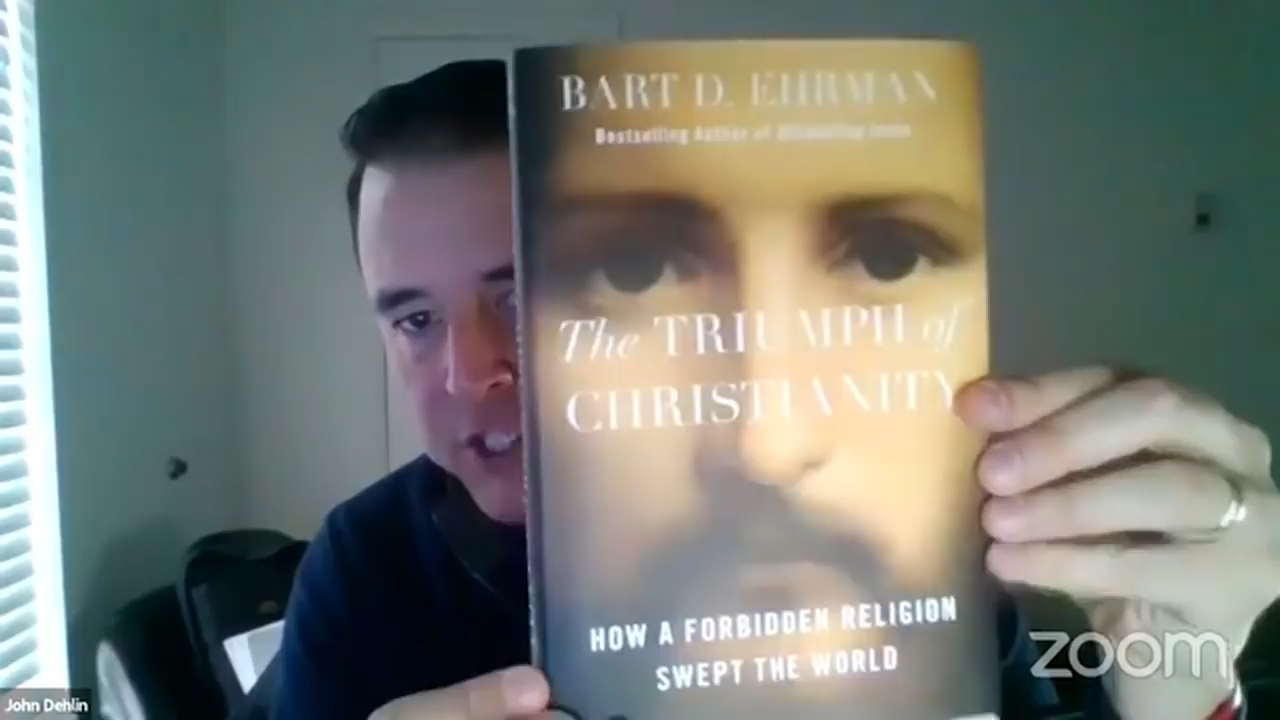 BART D. EHRMAN
Bestselling Author of
The TRIUMPH of
CHRISTIANITY
HOW A FORBIDDEN RELIGION
SWEPT THE WORLD
zoom
John Dehlin